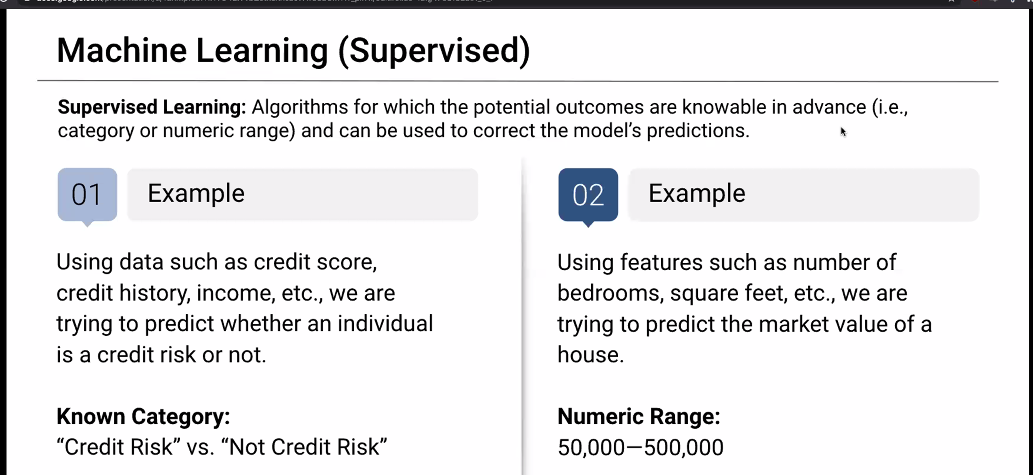 Machine Learning (Supervised)
Supervised Learning: Algorithms for which the potential outcomes are knowable in advance (i.e.,
category or numeric range) and can be used to correct the model’s predictions.
01
Example
Using data such as credit score,
credit history, income, etc., we are
trying to predict whether an individual
is a credit risk or not.
Known Category:
“Credit Risk” vs. “Not Credit Risk”
02
Example
Using features such as number of
bedrooms, square feet, etc., we are
trying to predict the market value of a
house.
Numeric Range:
50,000—500,000